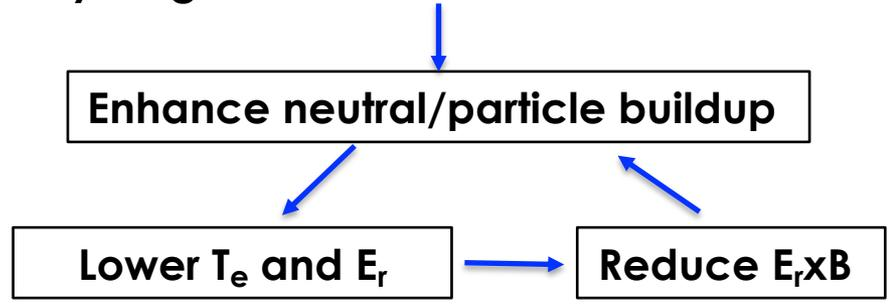 Enhance neutral/particle buildup
Lower Tₑ and Eᵣ
Reduce EᵣxB